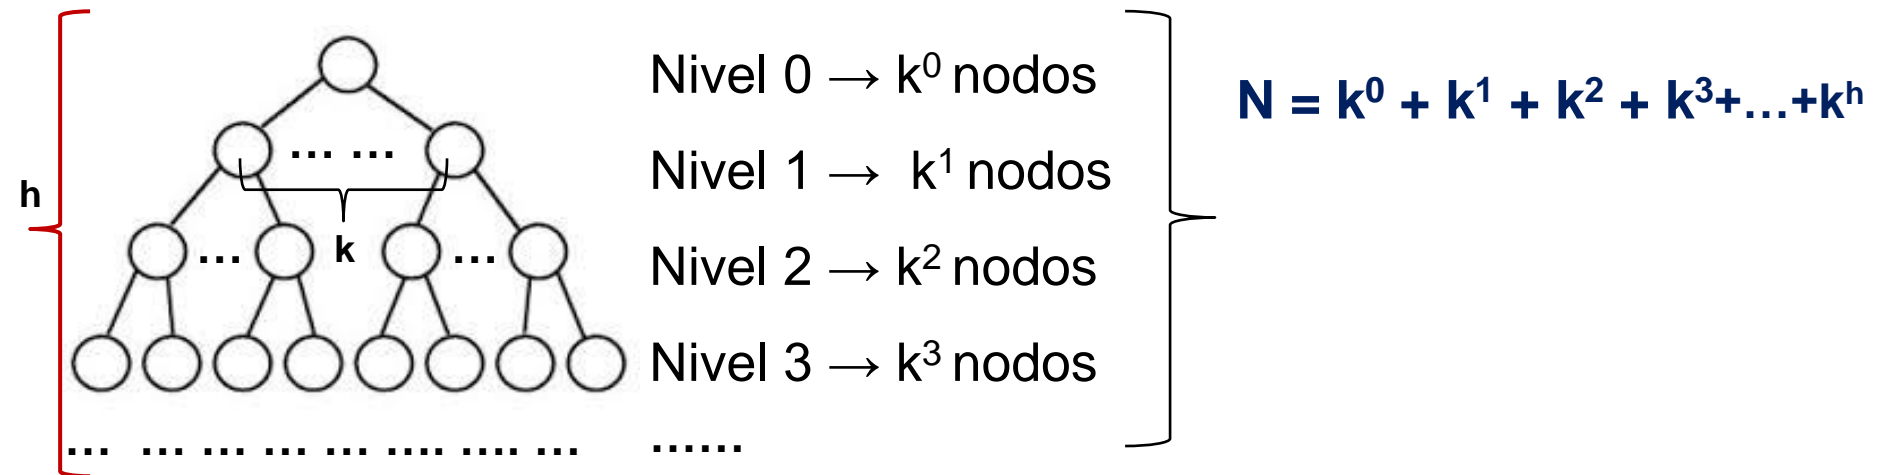 h
... ...
... k ...
... ... ... ... ... .... .... ...
Nivel 0 → k⁰ nodos
Nivel 1 → k¹ nodos
Nivel 2 → k² nodos
Nivel 3 → k³ nodos
......
N = k⁰ + k¹ + k² + k³+...+kʰ